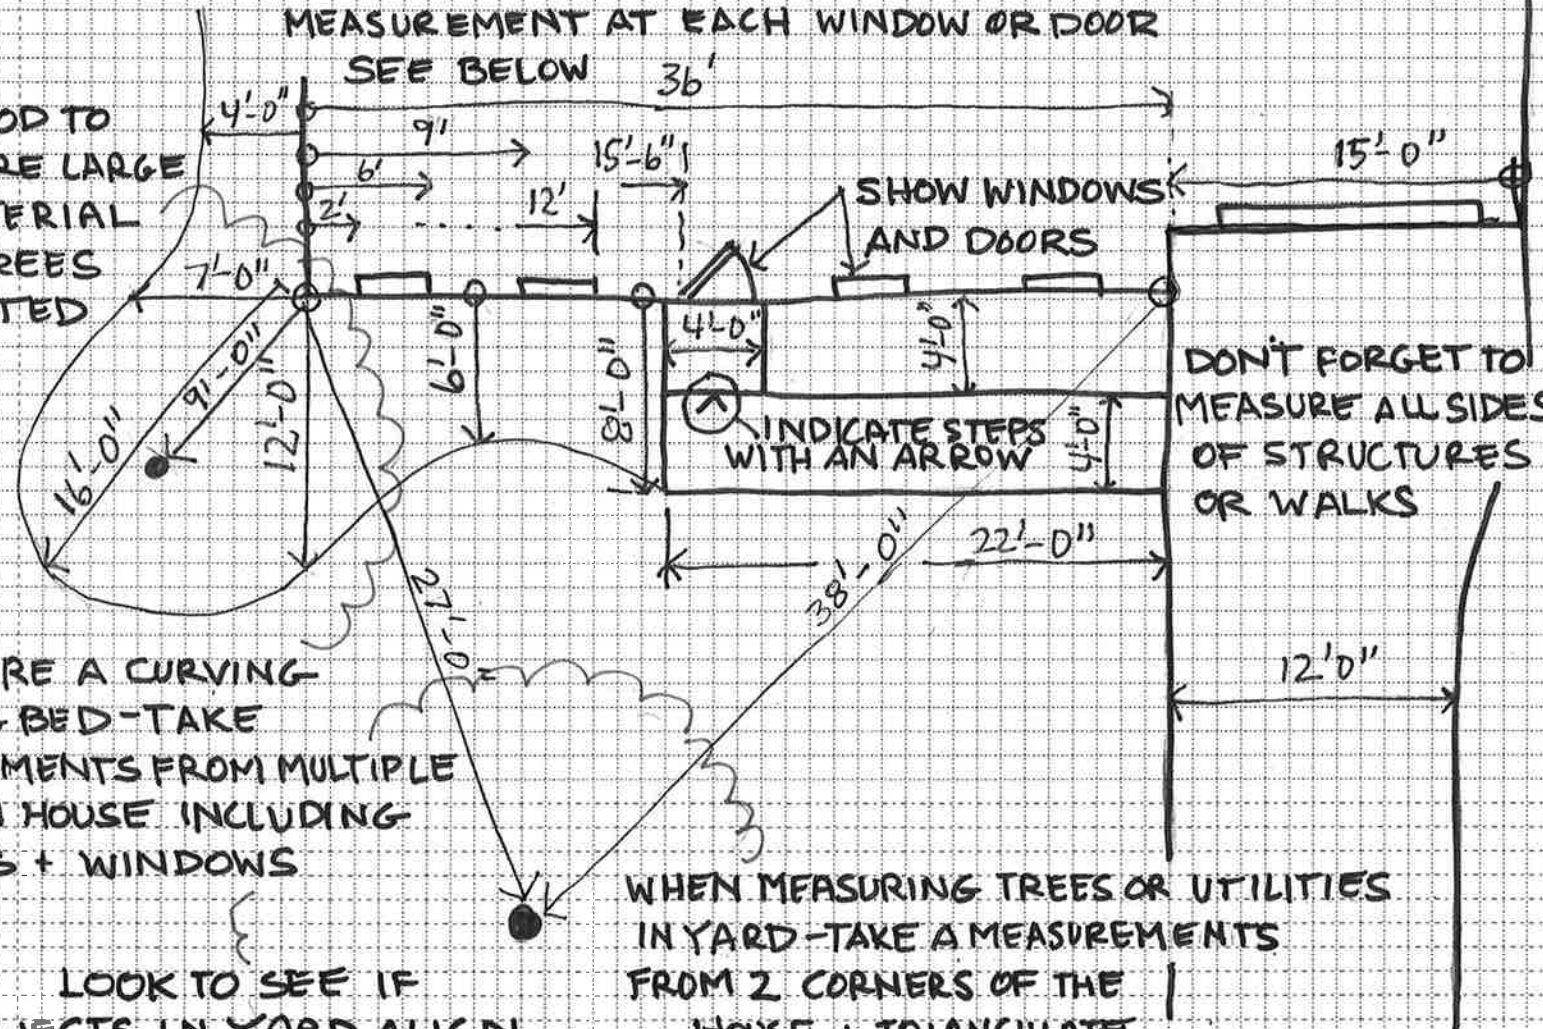 MEASUREMENT AT EACH WINDOW OR DOOR
SEE BELOW
36'
4'-0"
9'
15'-6"
15'-0"
6'
2'
12'
OD TO
RE LARGE
ERIAL
REES
TED
SHOW WINDOWS
AND DOORS
7'-0"
9'-0"
16'-0"
12'-0"
6'-0"
8'-0"
4'-0"
4'-0"
4'-0"
INDICATE STEPS
WITH AN ARROW
DON'T FORGET TO
MEASURE ALL SIDES
OF STRUCTURES
OR WALKS
22'-0"
38'-0"
27'-0"
12'0"
RE A CURVING
G BED-TAKE
MENTS FROM MULTIPLE
HOUSE INCLUDING
S + WINDOWS
LOOK TO SEE IF
WHEN MEASURING TREES OR UTILITIES
IN YARD-TAKE A MEASUREMENTS
FROM 2 CORNERS OF THE
HOUSE + TRIANGULATE